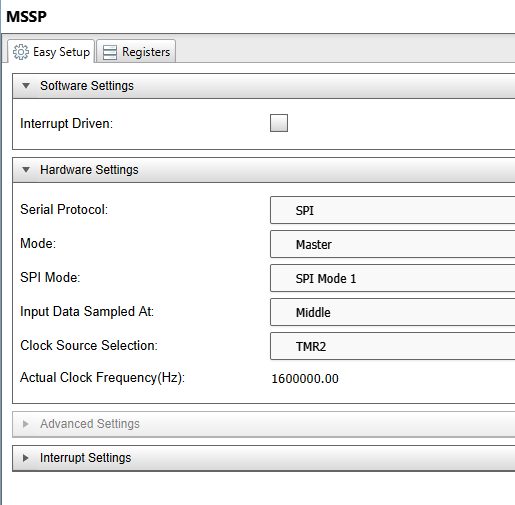 MSSP
Easy Setup Registers
Software Settings
Interrupt Driven:
Hardware Settings
Serial Protocol: SPI
Mode: Master
SPI Mode: SPI Mode 1
Input Data Sampled At: Middle
Clock Source Selection: TMR2
Actual Clock Frequency(Hz): 1600000.00
Advanced Settings
Interrupt Settings